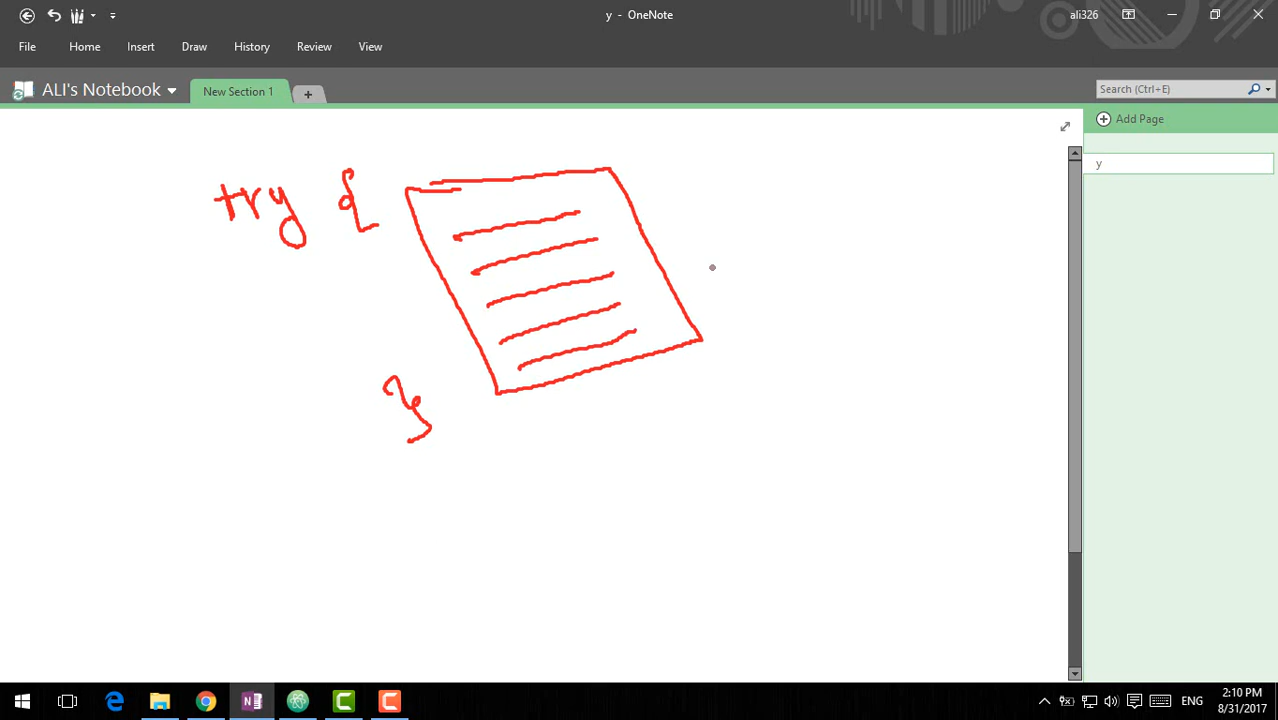 y - OneNote
ali326
File Home Insert Draw History Review View
ALI's Notebook
New Section 1
+
Search (Ctrl+E)
Add Page
y
try {
}
ENG
2:10 PM
8/31/2017